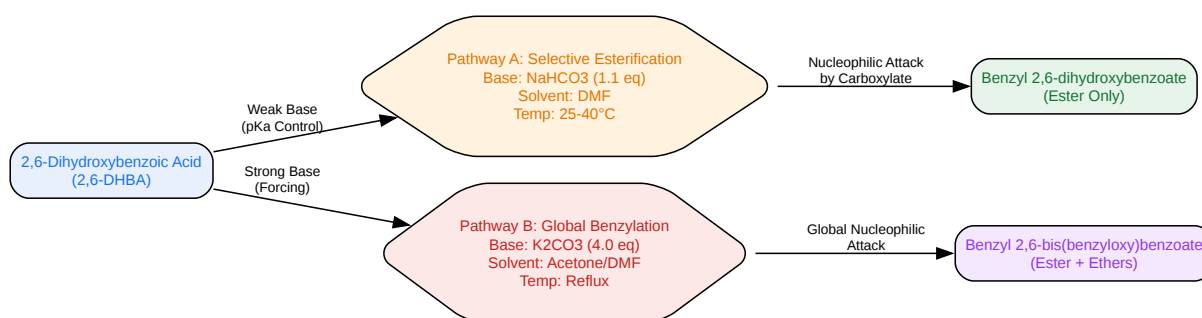 2,6-Dihydroxybenzoic Acid
(2,6-DHBA)
Weak Base
(pKa Control)
Strong Base
(Forcing)
Pathway A: Selective Esterification
Base: NaHCO3 (1.1 eq)
Solvent: DMF
Temp: 25-40°C
Nucleophilic Attack
by Carboxylate
Benzyl 2,6-dihydroxybenzoate
(Ester Only)
Pathway B: Global Benzylation
Base: K2CO3 (4.0 eq)
Solvent: Acetone/DMF
Temp: Reflux
Global Nucleophilic
Attack
Benzyl 2,6-bis(benzyloxy)benzoate
(Ester + Ethers)